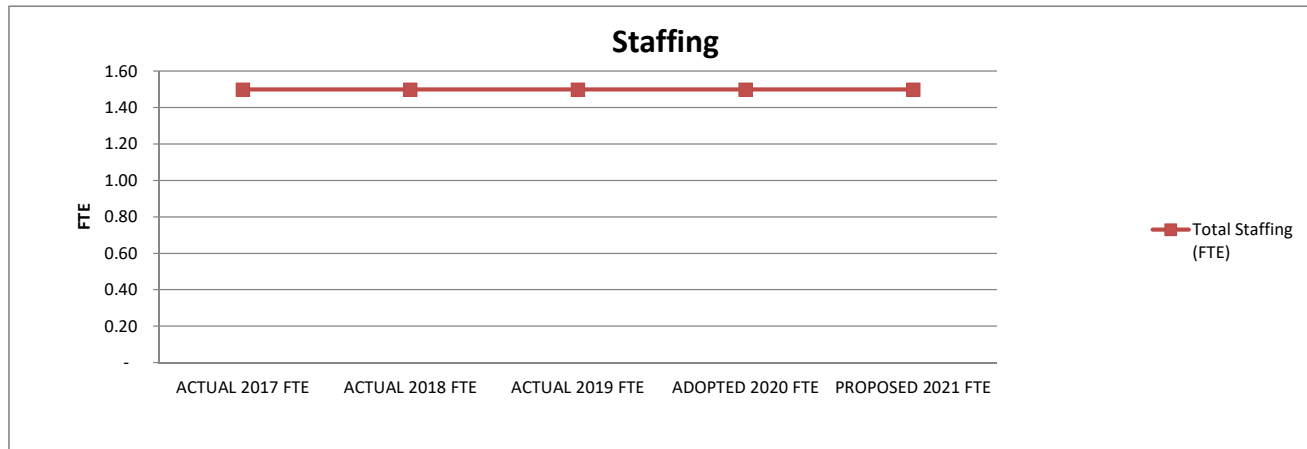 Staffing
1.60
1.40
1.20
1.00
0.80
0.60
0.40
0.20
-
FTE
ACTUAL 2017 FTE
ACTUAL 2018 FTE
ACTUAL 2019 FTE
ADOPTED 2020 FTE
PROPOSED 2021 FTE
Total Staffing
(FTE)